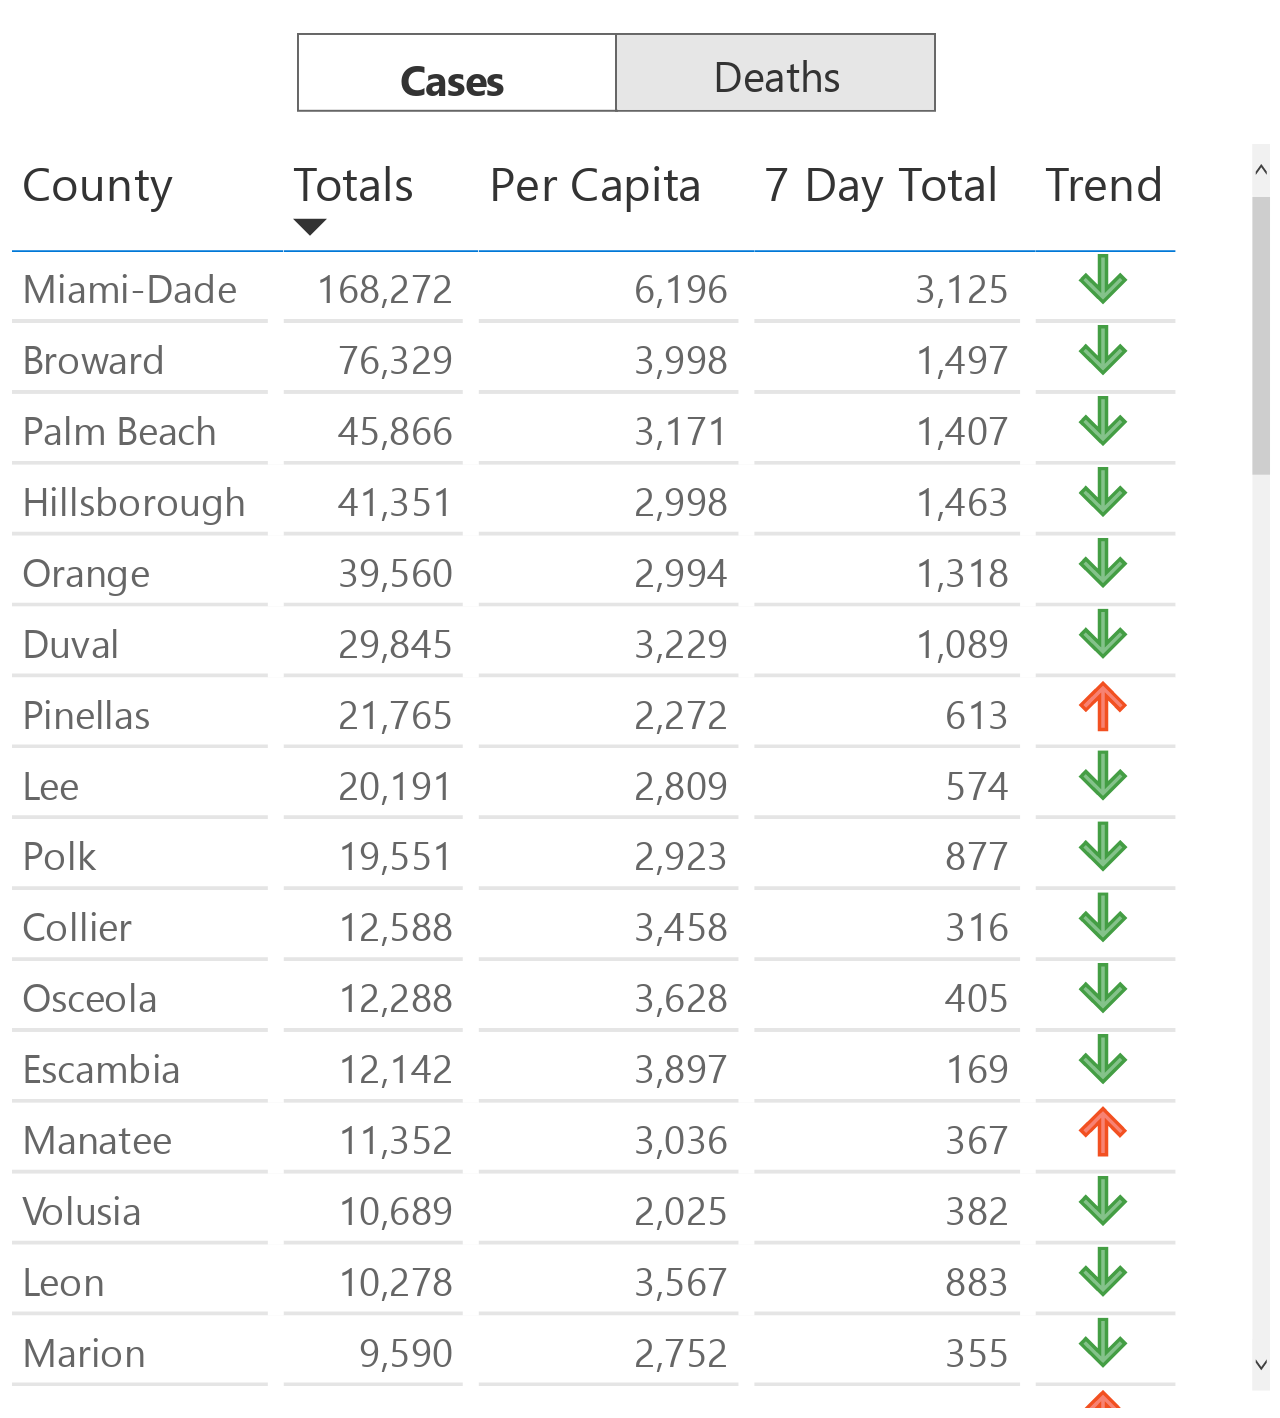 Cases Deaths
County Totals Per Capita 7 Day Total Trend
Miami-Dade 168,272 6,196 3,125
Broward 76,329 3,998 1,497
Palm Beach 45,866 3,171 1,407
Hillsborough 41,351 2,998 1,463
Orange 39,560 2,994 1,318
Duval 29,845 3,229 1,089
Pinellas 21,765 2,272 613
Lee 20,191 2,809 574
Polk 19,551 2,923 877
Collier 12,588 3,458 316
Osceola 12,288 3,628 405
Escambia 12,142 3,897 169
Manatee 11,352 3,036 367
Volusia 10,689 2,025 382
Leon 10,278 3,567 883
Marion 9,590 2,752 355